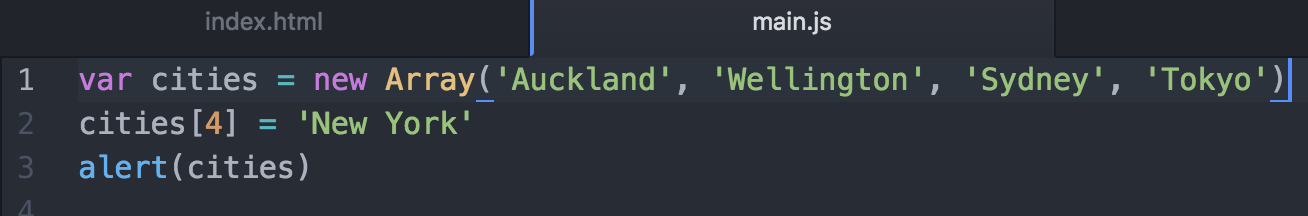 index.html main.js
1 var cities = new Array('Auckland', 'Wellington', 'Sydney', 'Tokyo')
2 cities[4] = 'New York'
3 alert(cities)
4